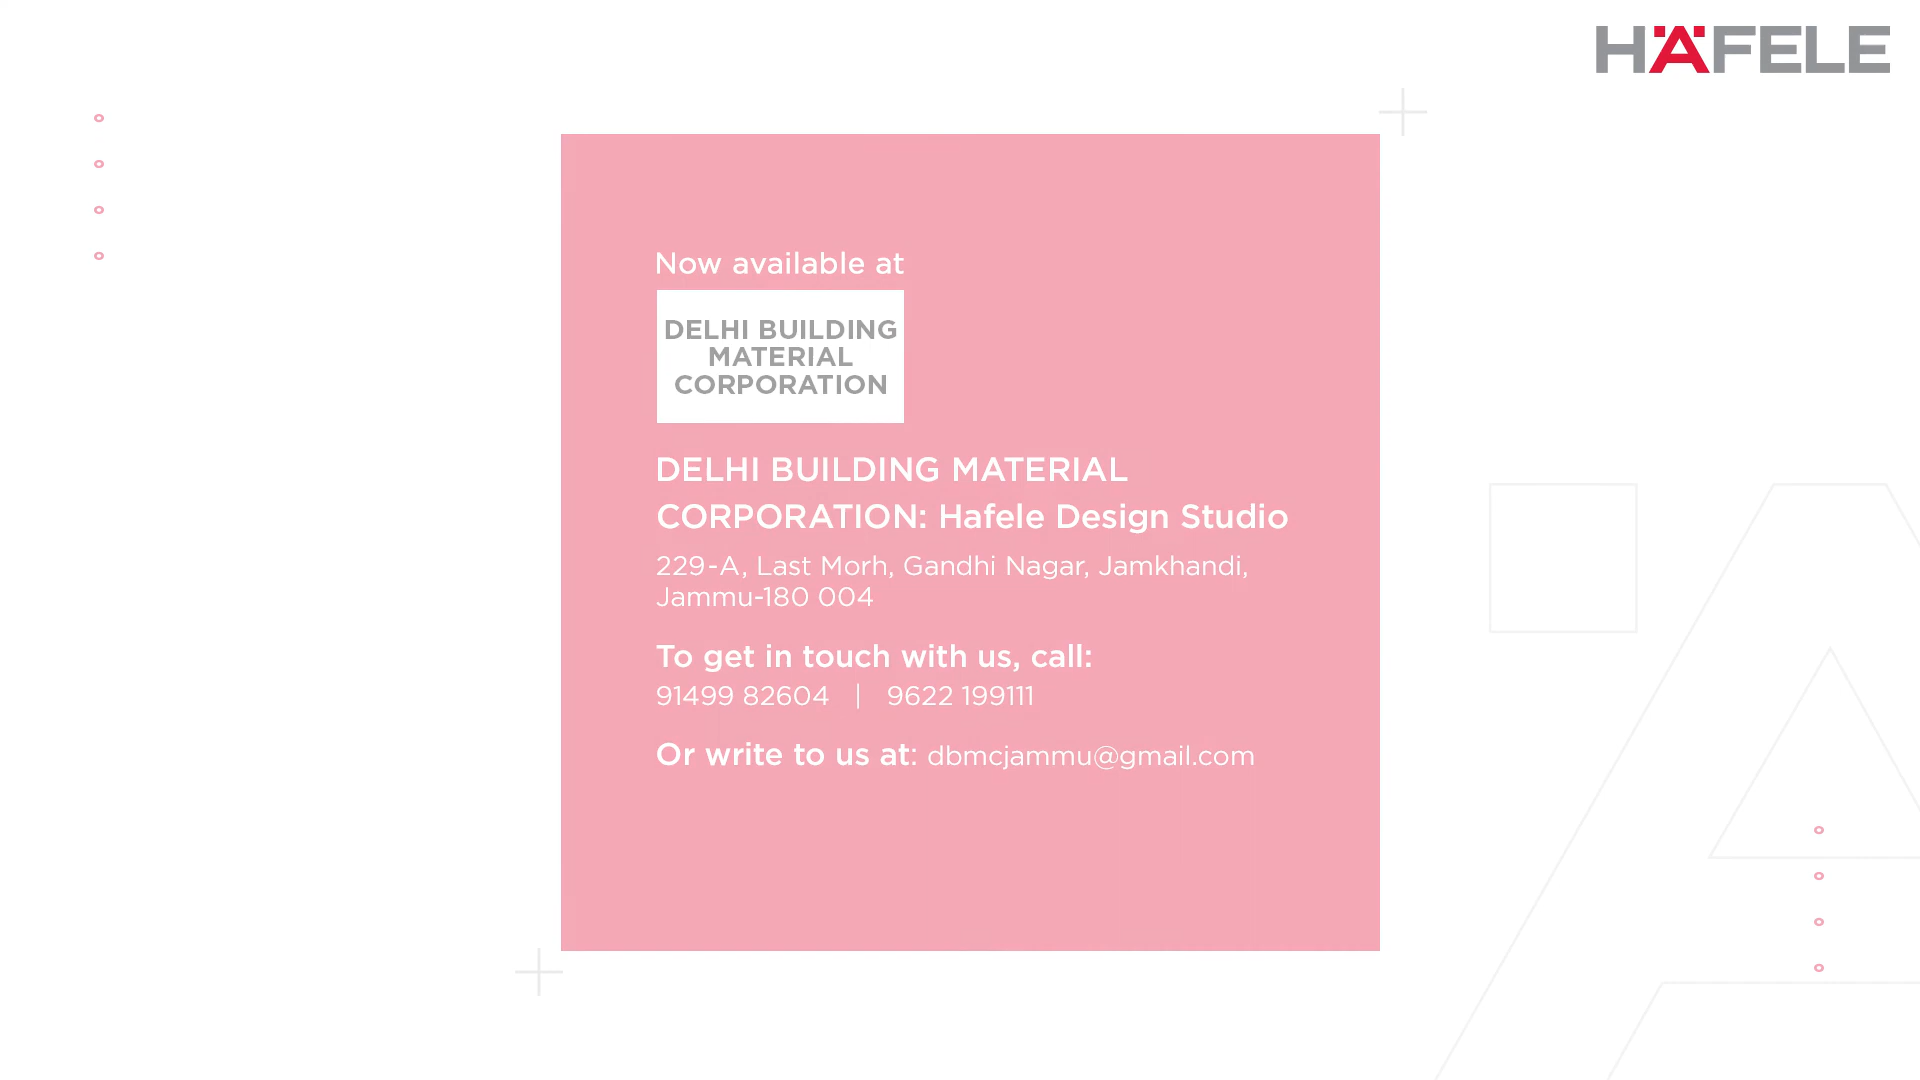 HÄFELE
Now available at
DELHI BUILDING
MATERIAL
CORPORATION
DELHI BUILDING MATERIAL
CORPORATION: Hafele Design Studio
229-A, Last Morh, Gandhi Nagar, Jamkhandi,
Jammu-180 004
To get in touch with us, call:
91499 82604 | 9622 199111
Or write to us at: dbmcjammu@gmail.com